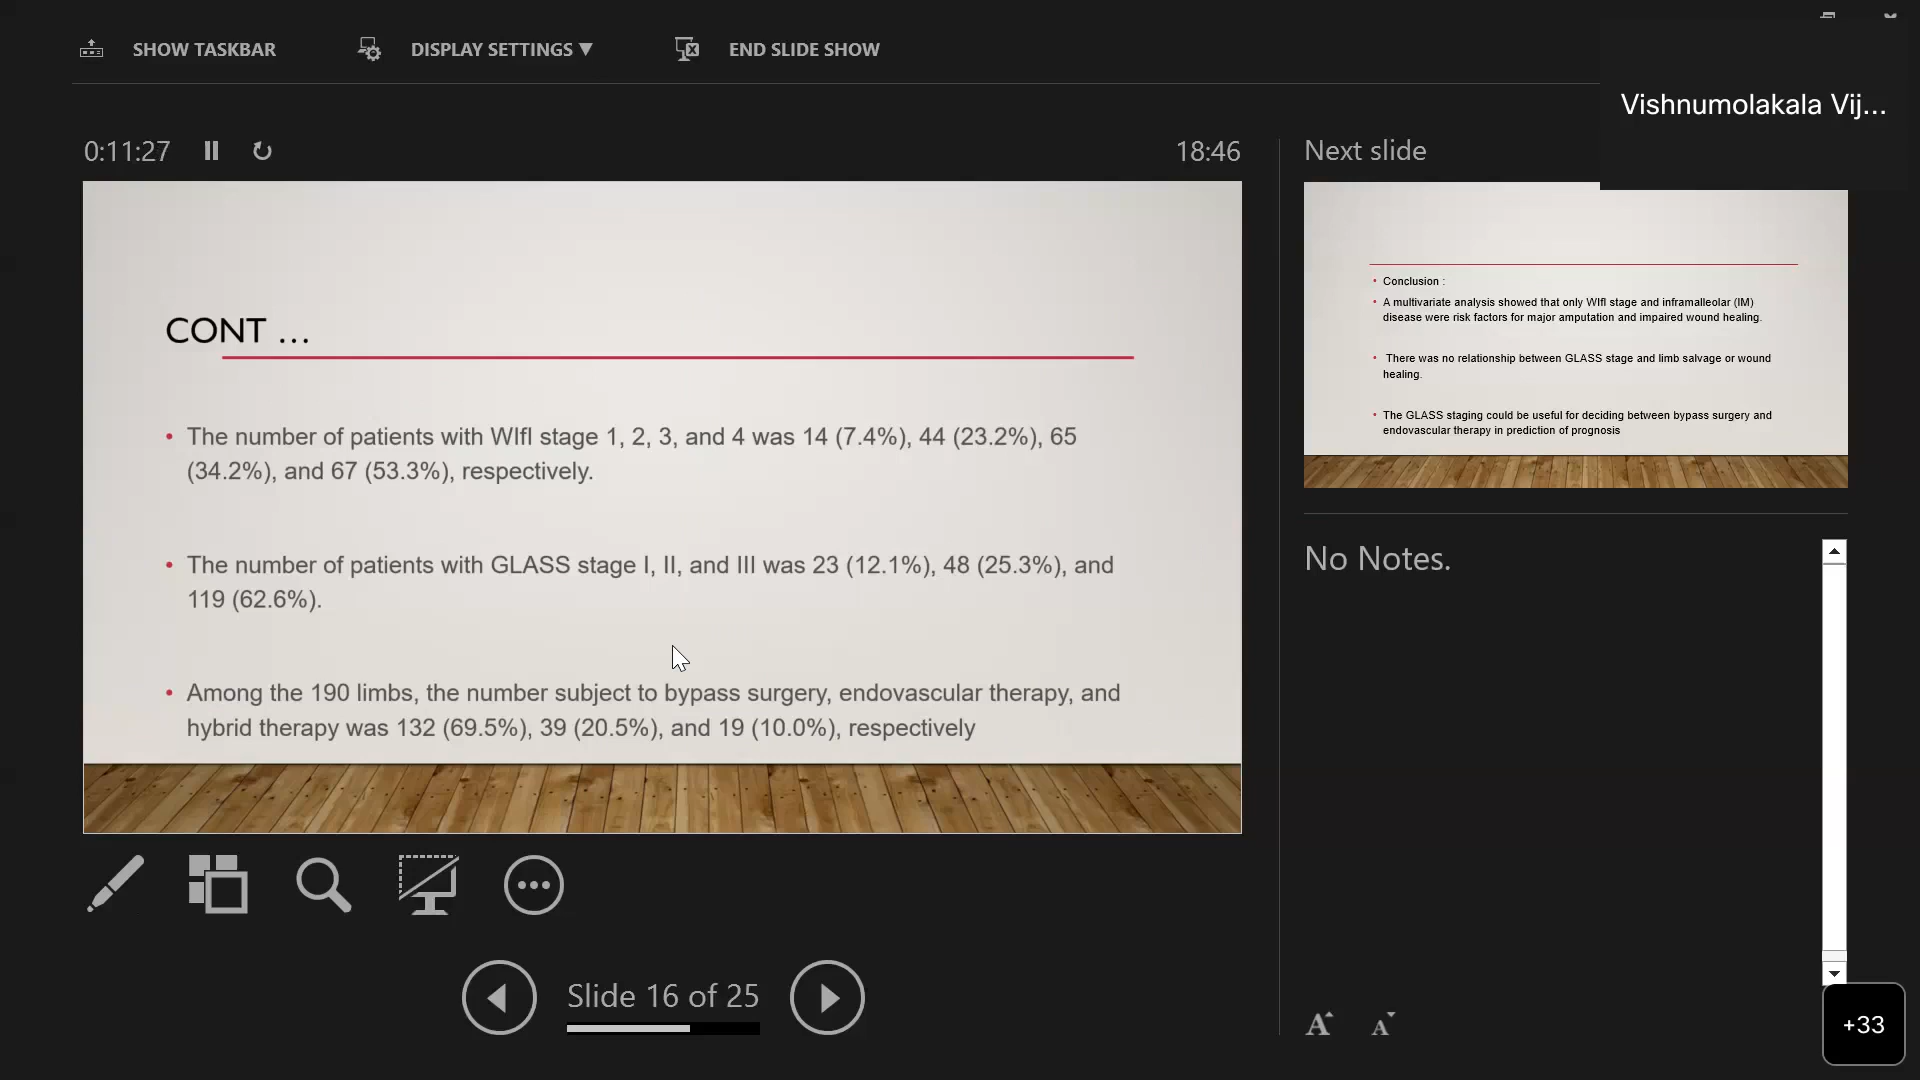 SHOW TASKBAR
DISPLAY SETTINGS ▼
END SLIDE SHOW
Vishnumolakala Vij...
0:11:27
18:46
Next slide
CONT ...
• The number of patients with WIfI stage 1, 2, 3, and 4 was 14 (7.4%), 44 (23.2%), 65
(34.2%), and 67 (53.3%), respectively.
• The number of patients with GLASS stage I, II, and III was 23 (12.1%), 48 (25.3%), and
119 (62.6%).
• Among the 190 limbs, the number subject to bypass surgery, endovascular therapy, and
hybrid therapy was 132 (69.5%), 39 (20.5%), and 19 (10.0%), respectively
• Conclusion :
• A multivariate analysis showed that only WIfI stage and inframalleolar (IM)
disease were risk factors for major amputation and impaired wound healing.
• There was no relationship between GLASS stage and limb salvage or wound
healing.
• The GLASS staging could be useful for deciding between bypass surgery and
endovascular therapy in prediction of prognosis
No Notes.
Slide 16 of 25
A A
+33